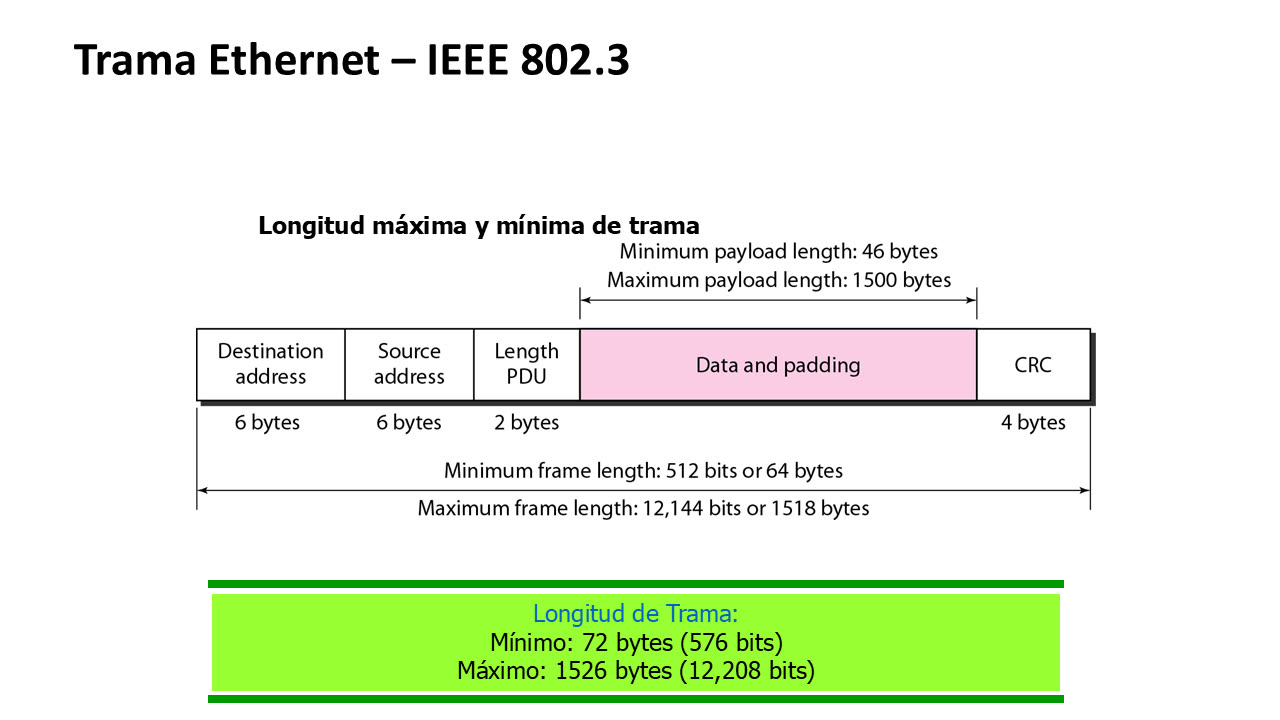 Trama Ethernet – IEEE 802.3
Longitud máxima y mínima de trama
Minimum payload length: 46 bytes
Maximum payload length: 1500 bytes
Destination
address
Source
address
Length
PDU
Data and padding
CRC
6 bytes
6 bytes
2 bytes
4 bytes
Minimum frame length: 512 bits or 64 bytes
Maximum frame length: 12,144 bits or 1518 bytes
Longitud de Trama:
Mínimo: 72 bytes (576 bits)
Máximo: 1526 bytes (12,208 bits)